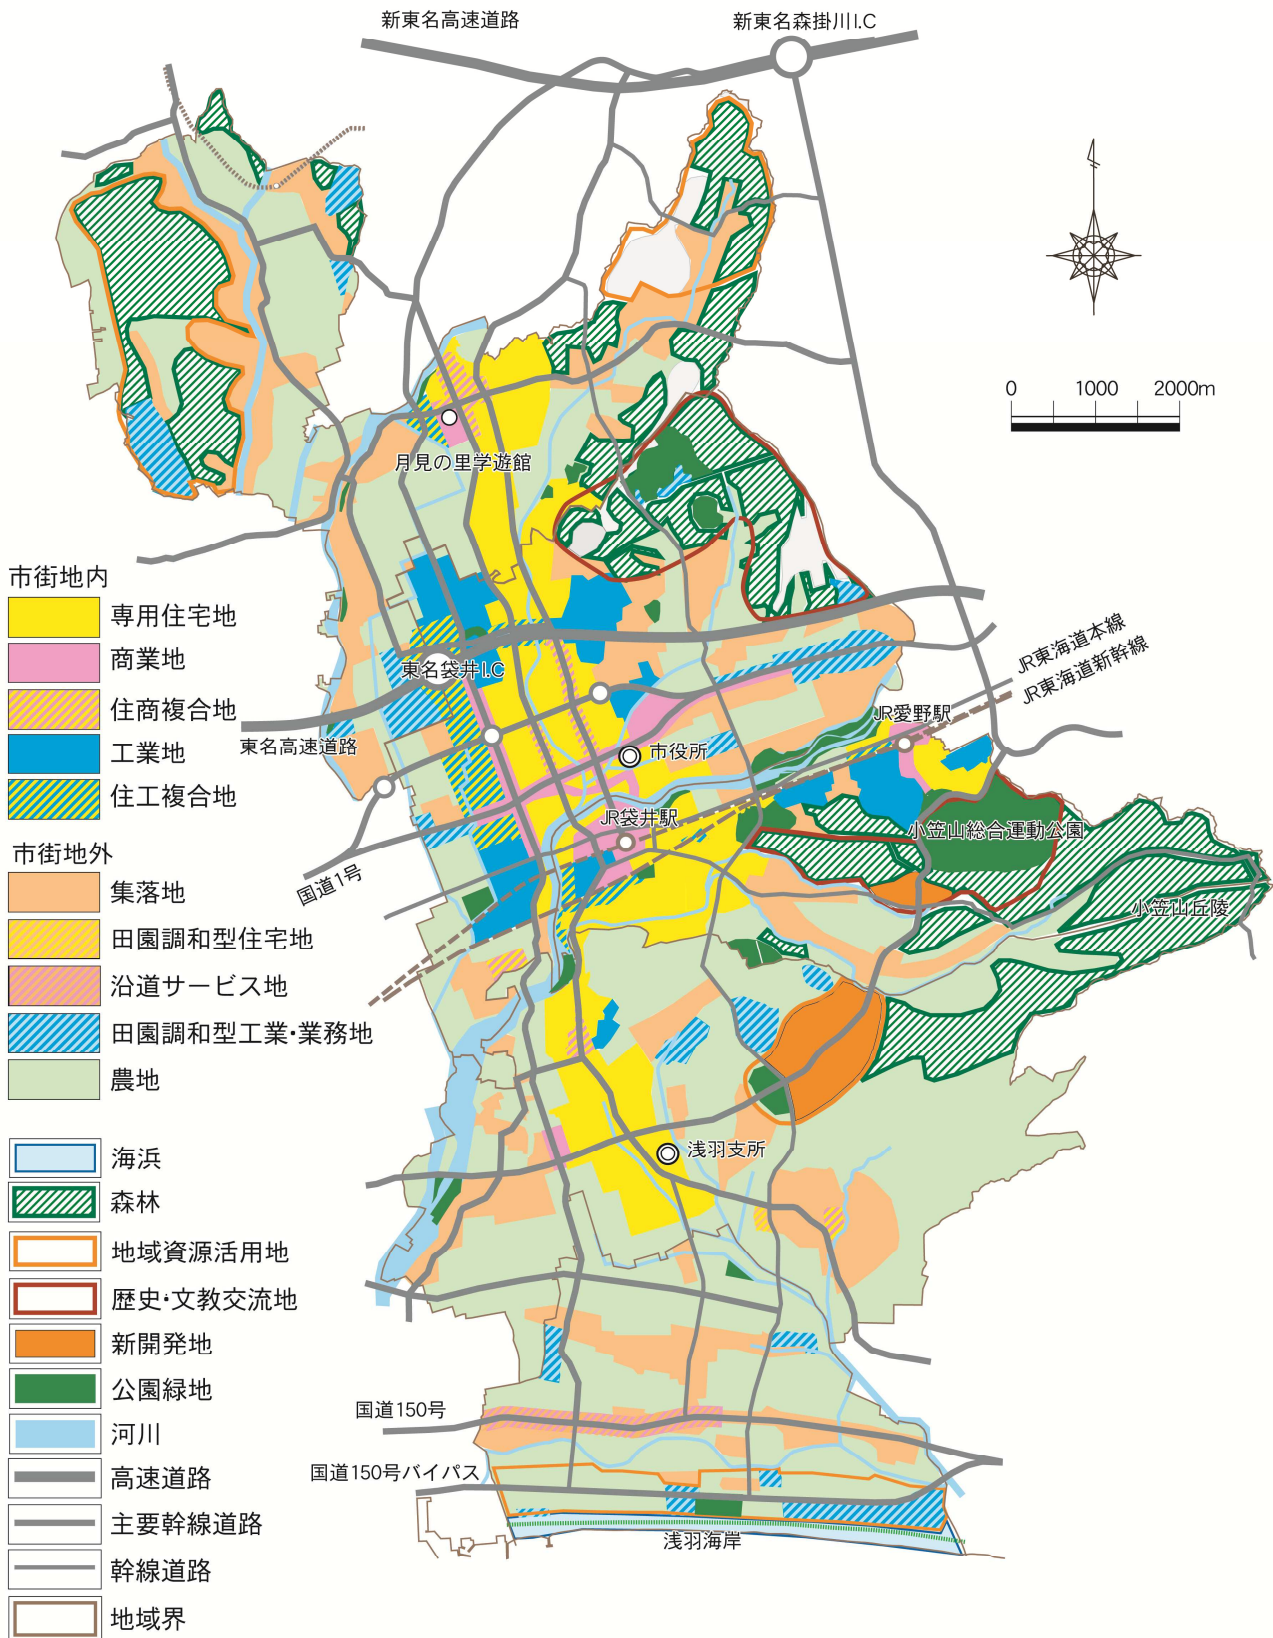 新東名高速道路
新東名森掛川I.C
0 1000 2000m
月見の里学遊館
市街地内
専用住宅地
商業地
住商複合地
工業地
住工複合地
東名袋井I.C
東名高速道路
JR東海道本線
JR東海道新幹線
JR愛野駅
市役所
JR袋井駅
小笠山総合運動公園
国道1号
小笠山丘陵
市街地外
集落地
田園調和型住宅地
沿道サービス地
田園調和型工業・業務地
農地
浅羽支所
海浜
森林
地域資源活用地
歴史・文教交流地
新開発地
公園緑地
河川
高速道路
主要幹線道路
幹線道路
地域界
国道150号
国道150号バイパス
浅羽海岸